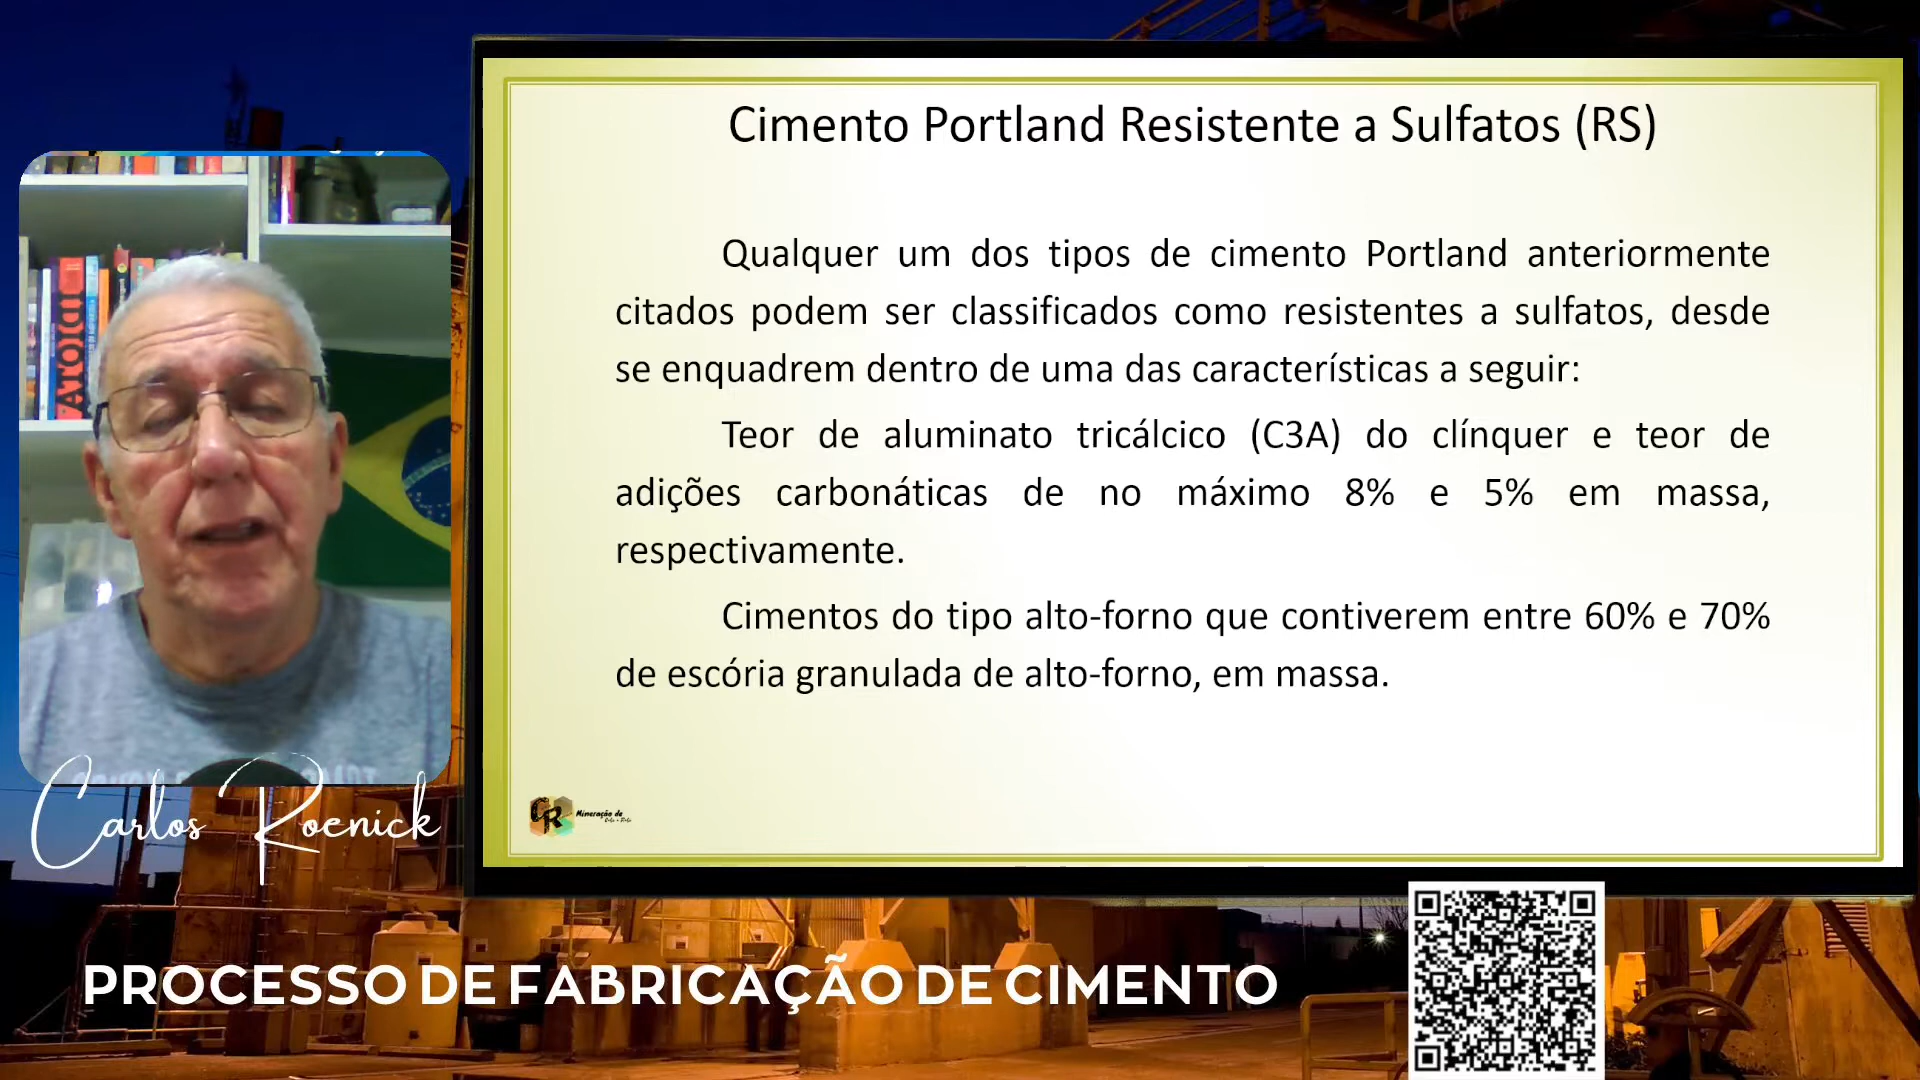 Cimento Portland Resistente a Sulfatos (RS)
Qualquer um dos tipos de cimento Portland anteriormente
citados podem ser classificados como resistentes a sulfatos, desde
se enquadrem dentro de uma das características a seguir:
Teor de aluminato tricálcico (C3A) do clínquer e teor de
adições carbonáticas de no máximo 8% e 5% em massa,
respectivamente.
Cimentos do tipo alto-forno que contiverem entre 60% e 70%
de escória granulada de alto-forno, em massa.
CR
Mineração de
Carlos Roenick
PROCESSO DE FABRICAÇÃO DE CIMENTO